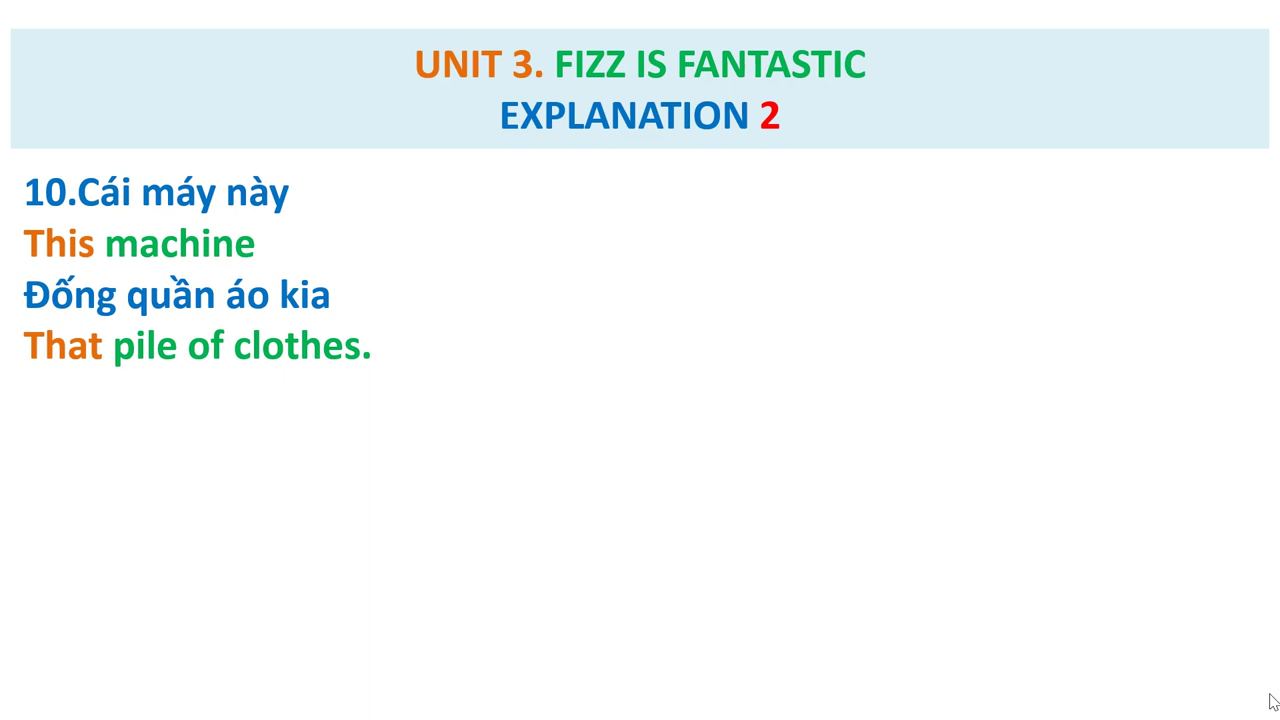 UNIT 3. FIZZ IS FANTASTIC
EXPLANATION 2
10.Cái máy này
This machine
Đống quần áo kia
That pile of clothes.